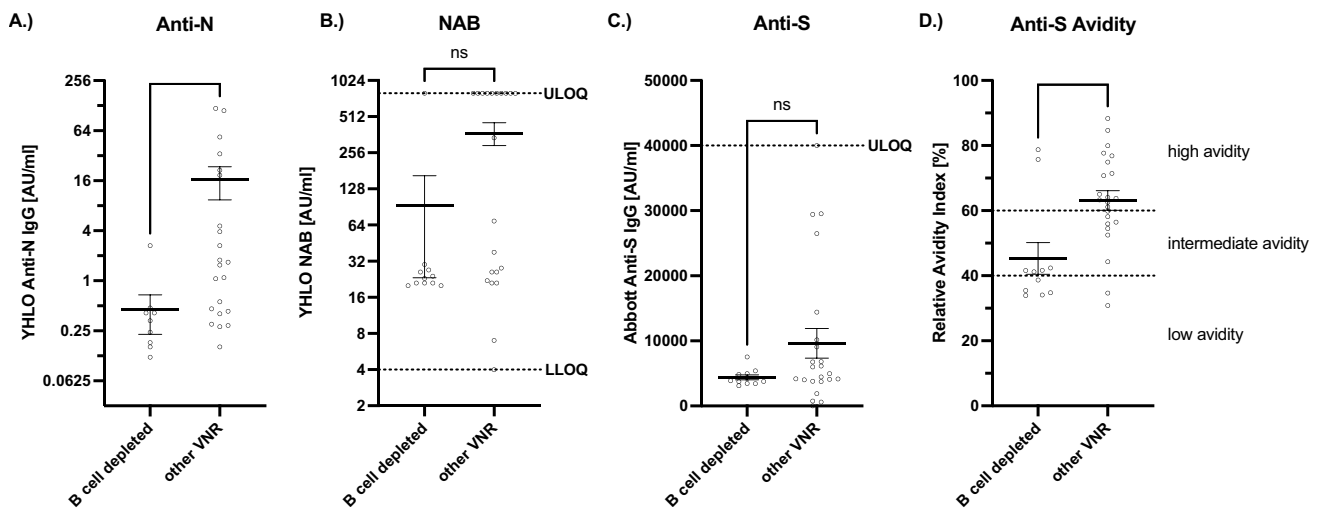 A.)
Anti-N
YHLO Anti-N IgG [AU/ml]
256
64
16
4
1
0.25
0.0625
B cell depleted
other VNR
B.)
NAB
ns
YHLO NAB [AU/ml]
1024
512
256
128
64
32
16
8
4
2
ULOQ
LLOQ
B cell depleted
other VNR
C.)
Anti-S
ns
Abbott Anti-S IgG [AU/ml]
50000
40000
30000
20000
10000
0
ULOQ
B cell depleted
other VNR
D.)
Anti-S Avidity
Relative Avidity Index [%]
100
80
60
40
20
0
high avidity
intermediate avidity
low avidity
B cell depleted
other VNR